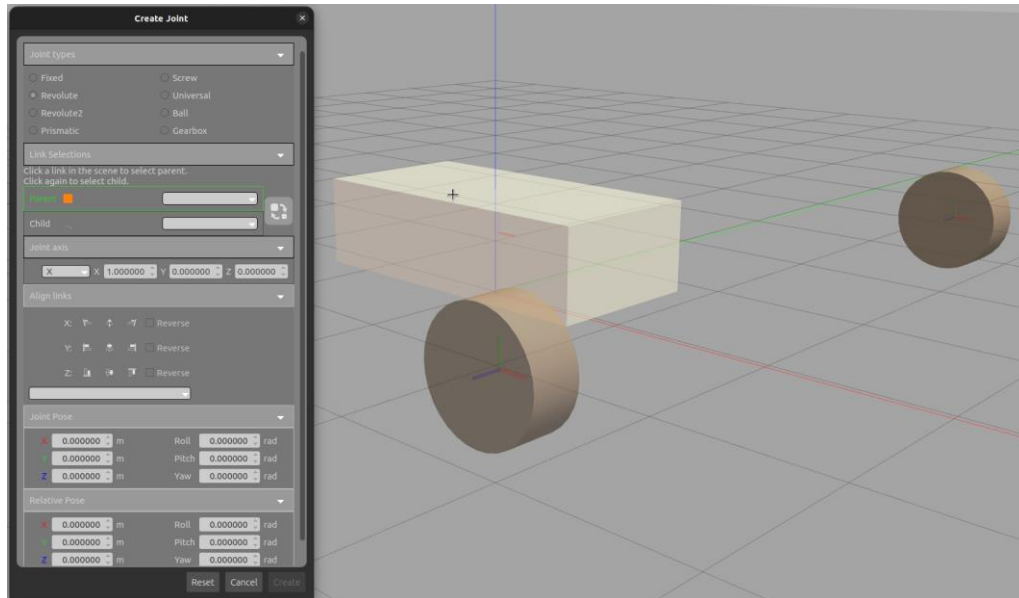 Create Joint
Joint types
Fixed Screw
Revolute Universal
Revolute2 Ball
Prismatic Gearbox
Link Selections
Click a link in the scene to select parent.
Click again to select child.
Parent
Child
Joint axis
X X 1.000000 Y 0.000000 Z 0.000000
Align links
X: Reverse
Y: Reverse
Z: Reverse
Joint Pose
X 0.000000 m Roll 0.000000 rad
Y 0.000000 m Pitch 0.000000 rad
Z 0.000000 m Yaw 0.000000 rad
Relative Pose
X 0.000000 m Roll 0.000000 rad
Y 0.000000 m Pitch 0.000000 rad
Z 0.000000 m Yaw 0.000000 rad
Reset Cancel Create